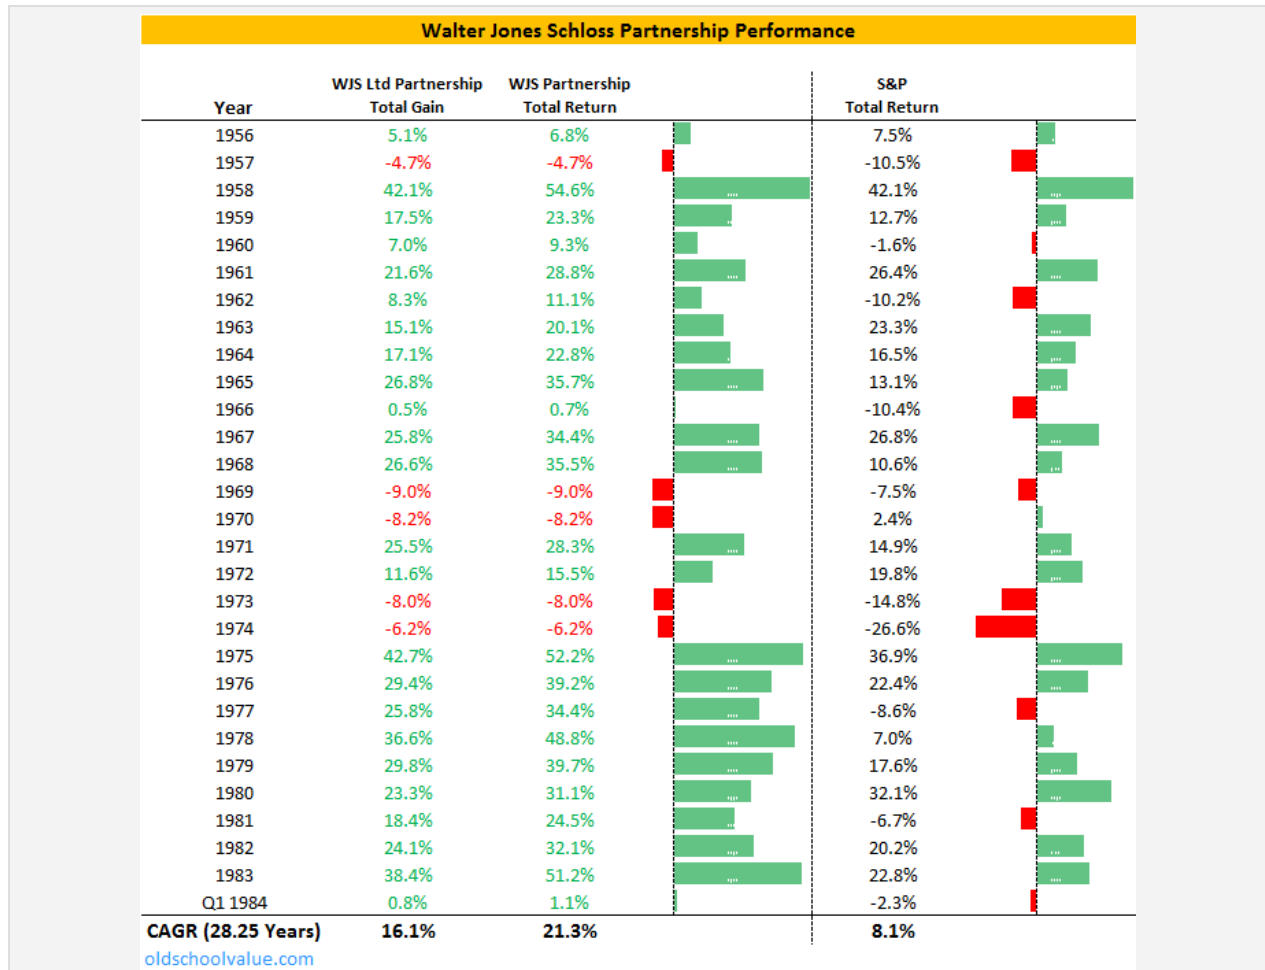 Walter Jones Schloss Partnership Performance
WJS Ltd Partnership WJS Partnership S&P
Year Total Gain Total Return Total Return
1956 5.1% 6.8% 7.5%
1957 -4.7% -4.7% -10.5%
1958 42.1% 54.6% 42.1%
1959 17.5% 23.3% 12.7%
1960 7.0% 9.3% -1.6%
1961 21.6% 28.8% 26.4%
1962 8.3% 11.1% -10.2%
1963 15.1% 20.1% 23.3%
1964 17.1% 22.8% 16.5%
1965 26.8% 35.7% 13.1%
1966 0.5% 0.7% -10.4%
1967 25.8% 34.4% 26.8%
1968 26.6% 35.5% 10.6%
1969 -9.0% -9.0% -7.5%
1970 -8.2% -8.2% 2.4%
1971 25.5% 28.3% 14.9%
1972 11.6% 15.5% 19.8%
1973 -8.0% -8.0% -14.8%
1974 -6.2% -6.2% -26.6%
1975 42.7% 52.2% 36.9%
1976 29.4% 39.2% 22.4%
1977 25.8% 34.4% -8.6%
1978 36.6% 48.8% 7.0%
1979 29.8% 39.7% 17.6%
1980 23.3% 31.1% 32.1%
1981 18.4% 24.5% -6.7%
1982 24.1% 32.1% 20.2%
1983 38.4% 51.2% 22.8%
Q1 1984 0.8% 1.1% -2.3%
CAGR (28.25 Years) 16.1% 21.3% 8.1%
oldschoolvalue.com